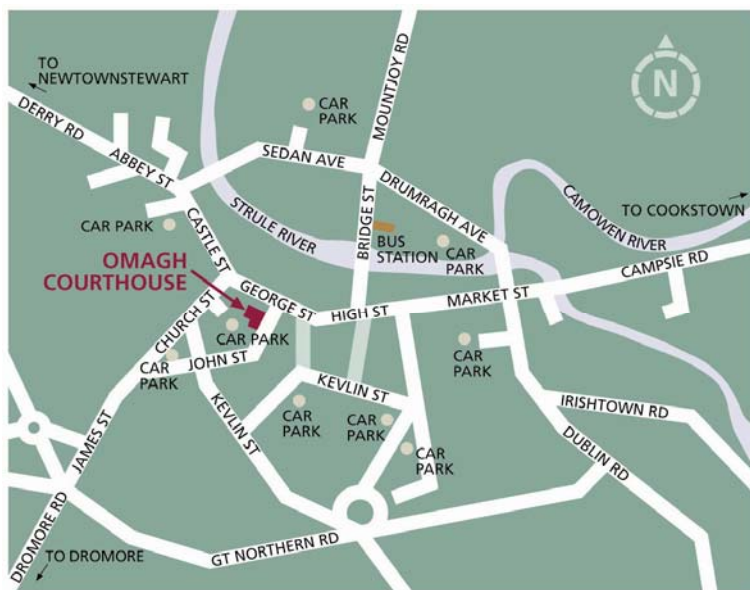 TO
NEWTOWNSTEWART
DERRY RD
ABBEY ST
CAR
PARK
MOUNTJOY RD
N
SEDAN AVE
CAR PARK
CASTLE ST
STRULE RIVER
BRIDGE ST
BUS
STATION
DRUMRAGH AVE
CAR
PARK
CAMOWEN RIVER
TO COOKSTOWN
CAMPSIE RD
OMAGH
COURTHOUSE
GEORGE ST
HIGH ST
MARKET ST
CHURCH ST
CAR PARK
JOHN ST
CAR
PARK
CAR
PARK
KEVLIN ST
KEVLIN ST
CAR
PARK
CAR
PARK
CAR
PARK
IRISHTOWN RD
DUBLIN RD
JAMES ST
DROMORE RD
GT NORTHERN RD
TO DROMORE